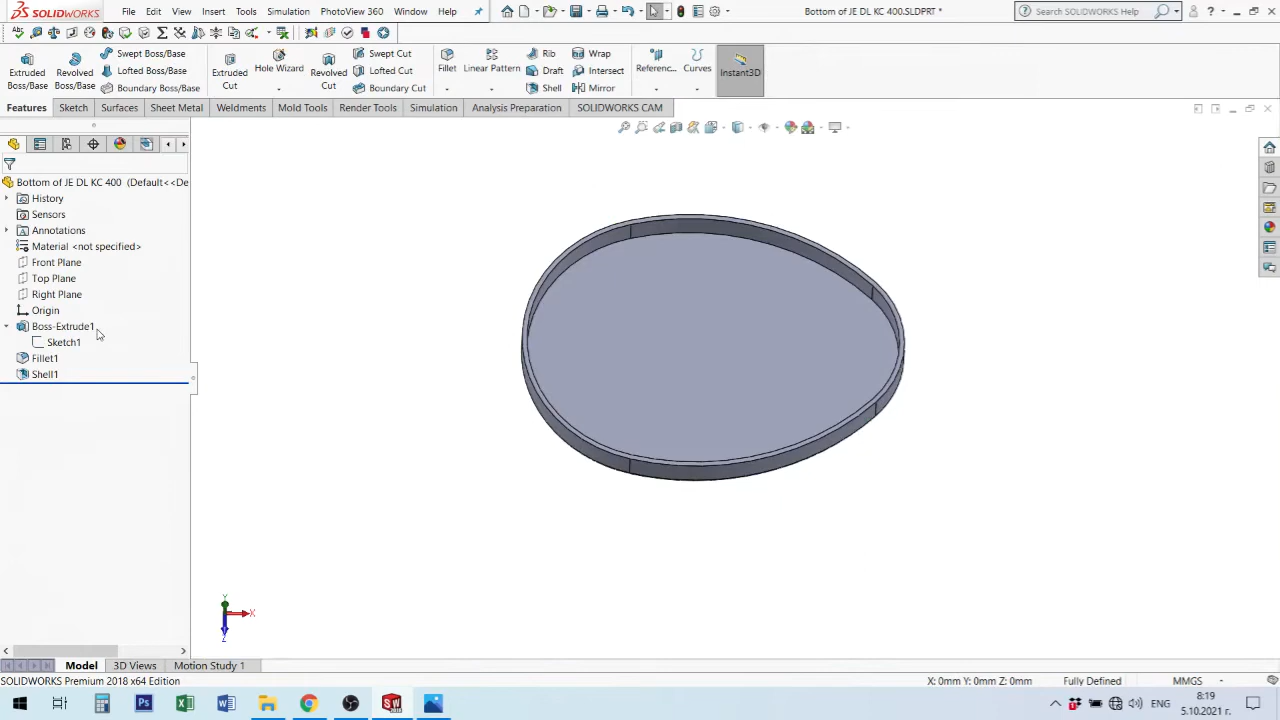 SOLIDWORKS File Edit View Insert Tools Simulation PhotoView 360 Window Help Bottom of JE DL KC 400.SLDPRT * Search SOLIDWORKS Help
Extruded Boss/Base
Revolved Boss/Base
Swept Boss/Base
Lofted Boss/Base
Boundary Boss/Base
Extruded Cut
Hole Wizard
Revolved Cut
Swept Cut
Lofted Cut
Boundary Cut
Fillet
Linear Pattern
Rib
Draft
Shell
Wrap
Intersect
Mirror
Referenc...
Curves
Instant3D
Features Sketch Surfaces Sheet Metal Weldments Mold Tools Render Tools Simulation Analysis Preparation SOLIDWORKS CAM
Bottom of JE DL KC 400 (Default<<De
History
Sensors
Annotations
Material <not specified>
Front Plane
Top Plane
Right Plane
Origin
Boss-Extrude1
Sketch1
Fillet1
Shell1
Y
X
Z
Model 3D Views Motion Study 1
SOLIDWORKS Premium 2018 x64 Edition X: 0mm Y: 0mm Z: 0mm Fully Defined MMGS
ЕНГ 8:19
5.10.2021 г.